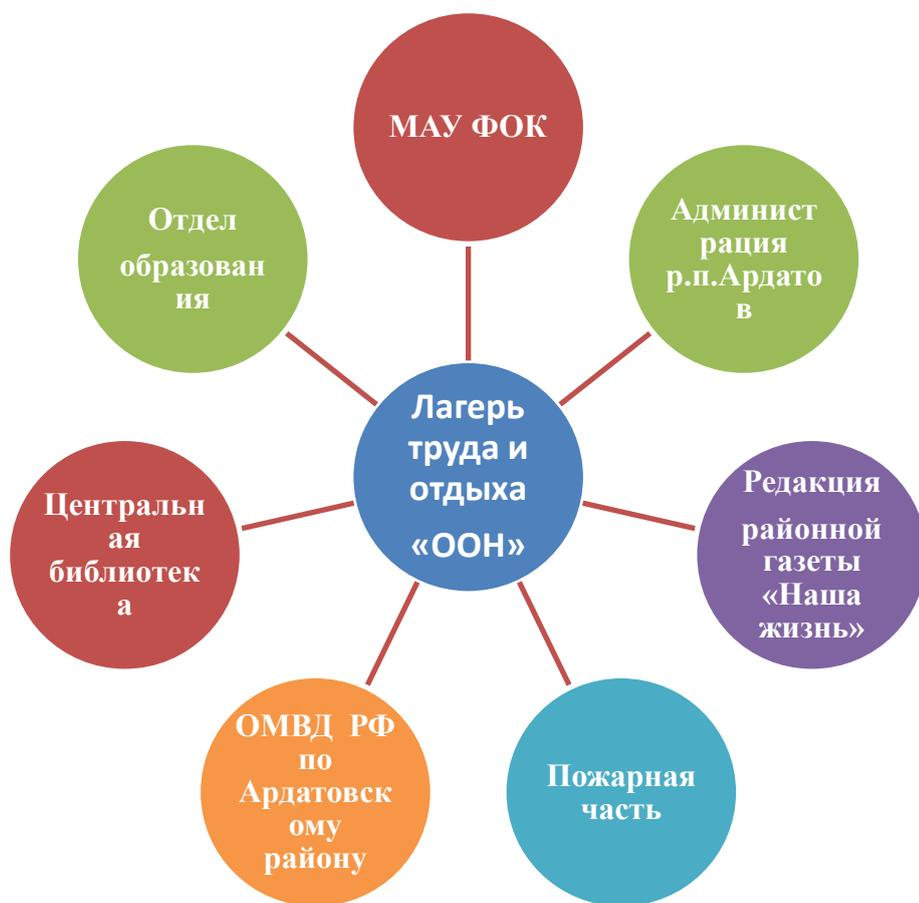 МАУ ФОК
Отдел
образован
ия
Админист
рация
р.п.Ардато
в
Лагерь
труда и
отдыха
«ООН»
Центральн
ая
библиотек
а
Редакция
районной
газеты
«Наша
жизнь»
ОМВД  РФ
по
Ардатовск
ому
району
Пожарная
часть